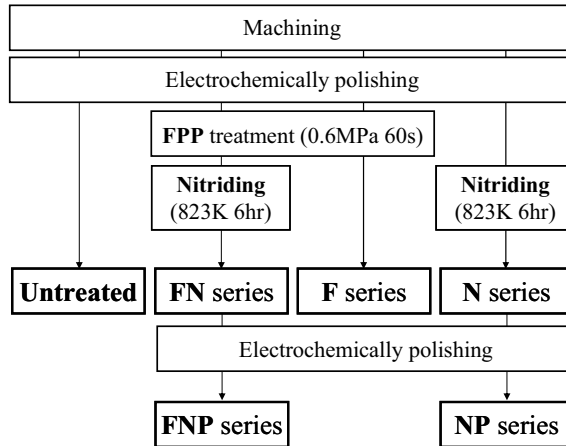 Machining
Electrochemically polishing
FPP treatment (0.6MPa 60s)
Nitriding
(823K 6hr)
Nitriding
(823K 6hr)
Untreated
FN series
F series
N series
Electrochemically polishing
FNP series
NP series